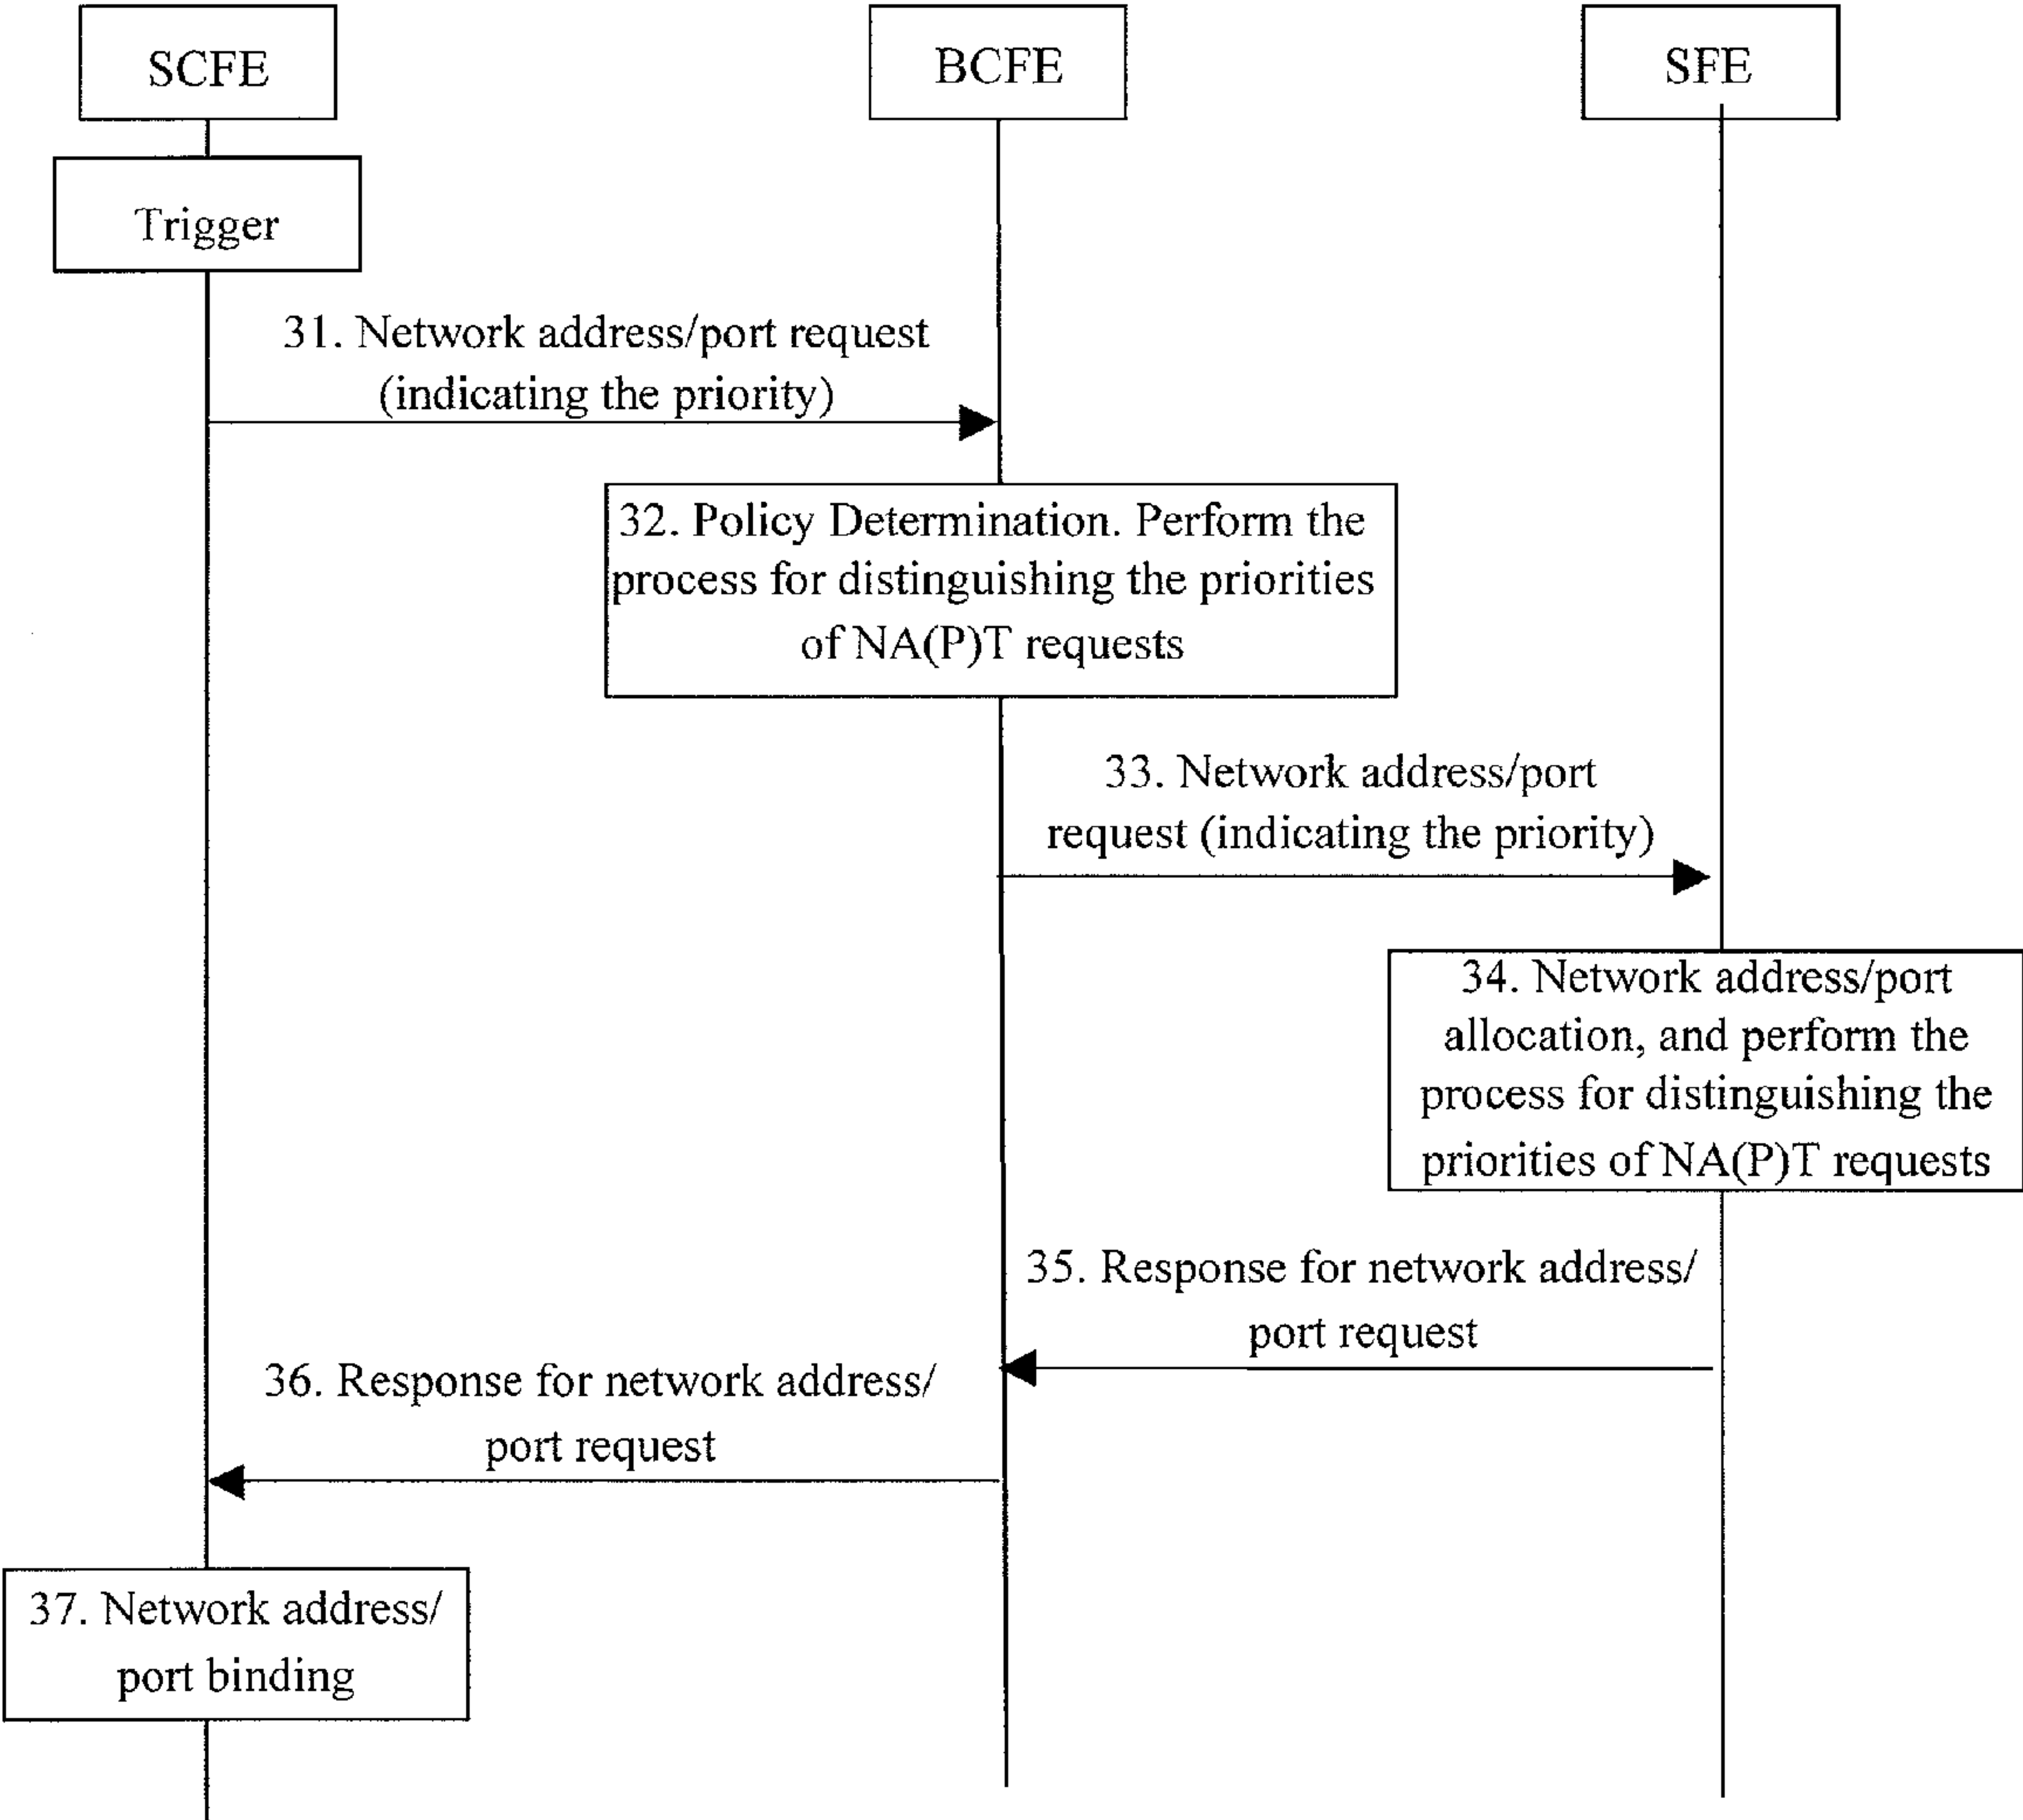 SCFE
BCFE
SFE
Trigger
31. Network address/port request
(indicating the priority)
32. Policy Determination. Perform the
process for distinguishing the priorities
of NA(P)T requests
33. Network address/port
request (indicating the priority)
34. Network address/port
allocation, and perform the
process for distinguishing the
priorities of NA(P)T requests
35. Response for network address/
port request
36. Response for network address/
port request
37. Network address/
port binding